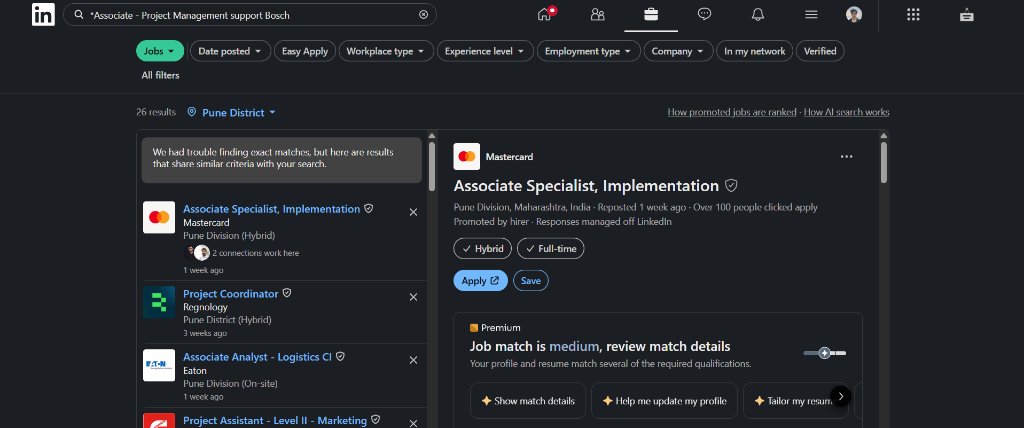 in
*Associate - Project Management support Bosch
Jobs
Date posted
Easy Apply
Workplace type
Experience level
Employment type
Company
In my network
Verified
All filters
26 results
Pune District
How promoted jobs are ranked · How AI search works
We had trouble finding exact matches, but here are results
that share similar criteria with your search.
Associate Specialist, Implementation
Mastercard
Pune Division (Hybrid)
2 connections work here
1 week ago
Project Coordinator
Regnology
Pune District (Hybrid)
3 weeks ago
EATON
Associate Analyst - Logistics CI
Eaton
Pune Division (On-site)
1 week ago
Project Assistant - Level II - Marketing
Mastercard
Associate Specialist, Implementation
Pune Division, Maharashtra, India · Reposted 1 week ago · Over 100 people clicked apply
Promoted by hirer · Responses managed off LinkedIn
Hybrid
Full-time
Apply
Save
Premium
Job match is medium, review match details
Your profile and resume match several of the required qualifications.
Show match details
Help me update my profile
Tailor my resum